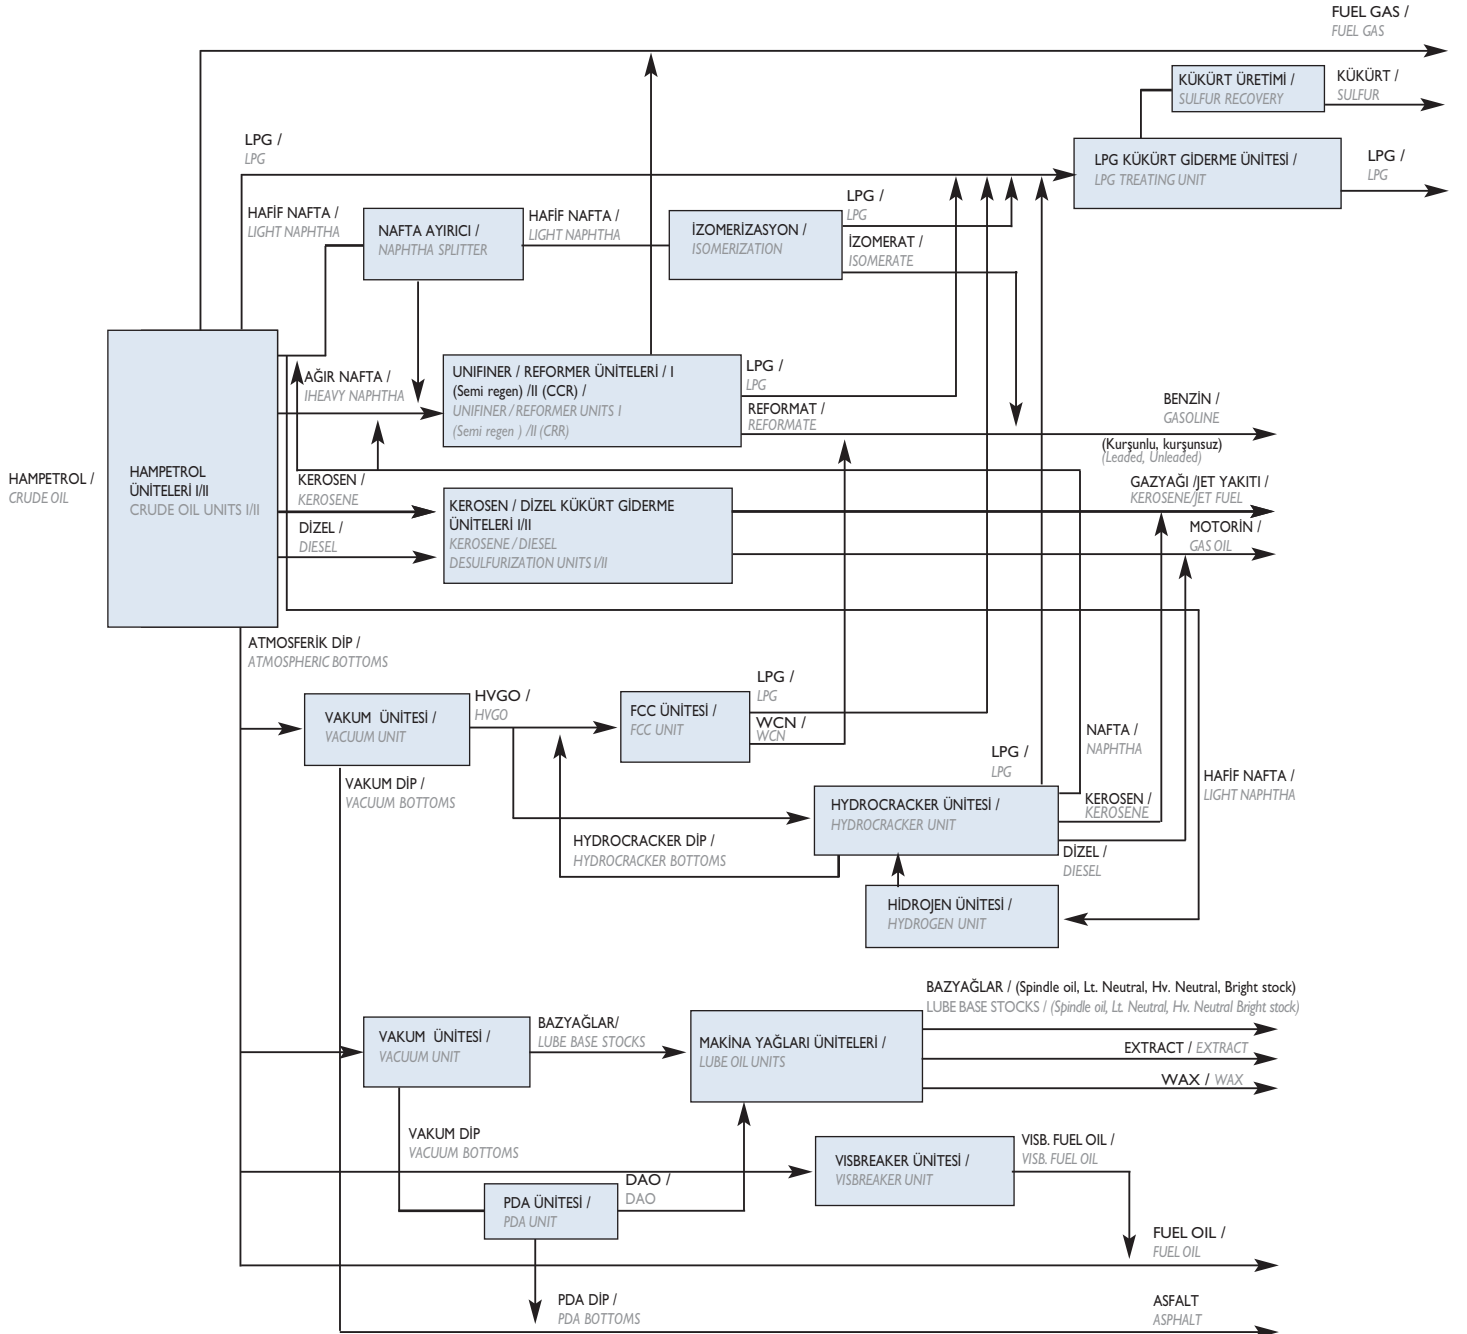 FUEL GAS /
FUEL GAS
KÜKÜRT ÜRETİMİ /
SULFUR RECOVERY
KÜKÜRT /
SULFUR
LPG /
LPG
LPG KÜKÜRT GİDERME ÜNİTESİ /
LPG TREATING UNIT
LPG /
LPG
HAFİF NAFTA /
LIGHT NAPHTHA
NAFTA AYIRICI /
NAPHTHA SPLITTER
HAFİF NAFTA /
LIGHT NAPHTHA
İZOMERİZASYON /
ISOMERIZATION
LPG /
LPG
İZOMERAT /
ISOMERATE
AĞIR NAFTA /
IHEAVY NAPHTHA
UNIFINER / REFORMER ÜNİTELERİ / I
(Semi regen) /II (CCR) /
UNIFINER / REFORMER UNITS I
(Semi regen ) /II (CRR)
LPG /
LPG
REFORMAT /
REFORMATE
BENZİN /
GASOLINE
(Kurşunlu, kurşunsuz)
(Leaded, Unleaded)
HAMPETROL /
CRUDE OIL
HAMPETROL
ÜNİTELERİ I/II
CRUDE OIL UNITS I/II
KEROSEN /
KEROSENE
DİZEL /
DIESEL
KEROSEN / DİZEL KÜKÜRT GİDERME
ÜNİTELERİ I/II
KEROSENE / DIESEL
DESULFURIZATION UNITS I/II
GAZYAĞI /JET YAKITI /
KEROSENE/JET FUEL
MOTORİN /
GAS OIL
ATMOSFERİK DİP /
ATMOSPHERIC BOTTOMS
VAKUM ÜNİTESİ /
VACUUM UNIT
HVGO /
HVGO
FCC ÜNİTESİ /
FCC UNIT
LPG /
LPG
WCN /
WCN
VAKUM DİP /
VACUUM BOTTOMS
LPG /
LPG
NAFTA /
NAPHTHA
HAFİF NAFTA /
LIGHT NAPHTHA
HYDROCRACKER ÜNİTESİ /
HYDROCRACKER UNIT
KEROSEN /
KEROSENE
HYDROCRACKER DİP /
HYDROCRACKER BOTTOMS
DİZEL /
DIESEL
HİDROJEN ÜNİTESİ /
HYDROGEN UNIT
BAZYAĞLAR / (Spindle oil, Lt. Neutral, Hv. Neutral, Bright stock)
LUBE BASE STOCKS / (Spindle oil, Lt. Neutral, Hv. Neutral Bright stock)
VAKUM ÜNİTESİ /
VACUUM UNIT
BAZYAĞLAR/
LUBE BASE STOCKS
MAKİNA YAĞLARI ÜNİTELERİ /
LUBE OIL UNITS
EXTRACT / EXTRACT
WAX / WAX
VAKUM DİP
VACUUM BOTTOMS
VISBREAKER ÜNİTESİ /
VISBREAKER UNIT
VISB. FUEL OIL /
VISB. FUEL OIL
PDA ÜNİTESİ /
PDA UNIT
DAO /
DAO
FUEL OIL /
FUEL OIL
PDA DİP /
PDA BOTTOMS
ASFALT
ASPHALT